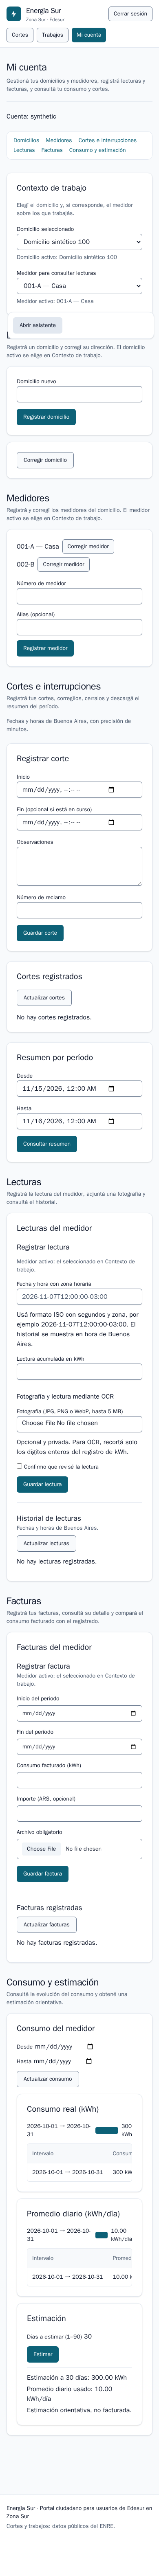 Energía Sur
Zona Sur · Edesur
Cerrar sesión
Cortes
Trabajos
Mi cuenta
Mi cuenta
Gestioná tus domicilios y medidores, registrá lecturas y
facturas, y consultá tu consumo y cortes.
Cuenta: synthetic
Domicilios
Medidores
Cortes e interrupciones
Lecturas
Facturas
Consumo y estimación
Contexto de trabajo
Elegí el domicilio y, si corresponde, el medidor
sobre los que trabajás.
Domicilio seleccionado
Domicilio sintético 100
Domicilio activo: Domicilio sintético 100
Medidor para consultar lecturas
001-A — Casa
Medidor activo: 001-A — Casa
Abrir asistente
Registrá un domicilio y corregí su dirección. El domicilio
activo se elige en Contexto de trabajo.
Domicilio nuevo
Registrar domicilio
Corregir domicilio
Medidores
Registrá y corregí los medidores del domicilio. El medidor
activo se elige en Contexto de trabajo.
001-A — Casa
Corregir medidor
002-B
Corregir medidor
Número de medidor
Alias (opcional)
Registrar medidor
Cortes e interrupciones
Registrá tus cortes, corregilos, cerralos y descargá el
resumen del período.
Fechas y horas de Buenos Aires, con precisión de
minutos.
Registrar corte
Inicio
mm/dd/yyyy, --:-- --
Fin (opcional si está en curso)
mm/dd/yyyy, --:-- --
Observaciones
Número de reclamo
Guardar corte
Cortes registrados
Actualizar cortes
No hay cortes registrados.
Resumen por período
Desde
11/15/2026, 12:00 AM
Hasta
11/16/2026, 12:00 AM
Consultar resumen
Lecturas
Registrá la lectura del medidor, adjuntá una fotografía y
consultá el historial.
Lecturas del medidor
Registrar lectura
Medidor activo: el seleccionado en Contexto de
trabajo.
Fecha y hora con zona horaria
2026-11-07T12:00:00-03:00
Usá formato ISO con segundos y zona, por
ejemplo 2026-11-07T12:00:00-03:00. El
historial se muestra en hora de Buenos
Aires.
Lectura acumulada en kWh
Fotografía y lectura mediante OCR
Fotografía (JPG, PNG o WebP, hasta 5 MB)
Choose File No file chosen
Opcional y privada. Para OCR, recortá solo
los dígitos enteros del registro de kWh.
Confirmo que revisé la lectura
Guardar lectura
Historial de lecturas
Fechas y horas de Buenos Aires.
Actualizar lecturas
No hay lecturas registradas.
Facturas
Registrá tus facturas, consultá su detalle y compará el
consumo facturado con el registrado.
Facturas del medidor
Registrar factura
Medidor activo: el seleccionado en Contexto de
trabajo.
Inicio del período
mm/dd/yyyy
Fin del período
mm/dd/yyyy
Consumo facturado (kWh)
Importe (ARS, opcional)
Archivo obligatorio
Choose File No file chosen
Guardar factura
Facturas registradas
Actualizar facturas
No hay facturas registradas.
Consumo y estimación
Consultá la evolución del consumo y obtené una
estimación orientativa.
Consumo del medidor
Desde mm/dd/yyyy
Hasta mm/dd/yyyy
Actualizar consumo
Consumo real (kWh)
2026-10-01 → 2026-10-31
300 kWh
Intervalo
Consum
2026-10-01 → 2026-10-31
300 kW
Promedio diario (kWh/día)
2026-10-01 → 2026-10-31
10.00 kWh/día
Intervalo
Promed
2026-10-01 → 2026-10-31
10.00 k
Estimación
Días a estimar (1–90) 30
Estimar
Estimación a 30 días: 300.00 kWh
Promedio diario usado: 10.00
kWh/día
Estimación orientativa, no facturada.
Energía Sur · Portal ciudadano para usuarios de Edesur en
Zona Sur
Cortes y trabajos: datos públicos del ENRE.